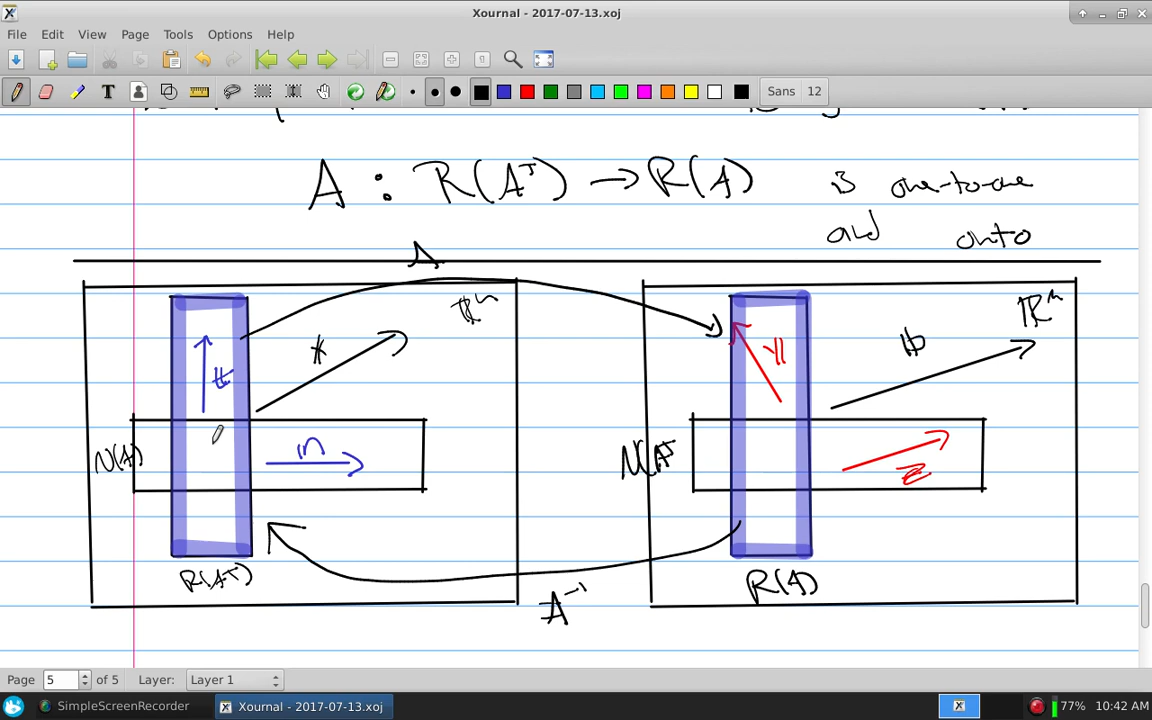 Xournal - 2017-07-13.xoj
File Edit View Page Tools Options Help
Sans 12
A : R(Aᵀ) → R(A) is one-to-one
and onto
A
ℝⁿ
ℝᵐ
x
b
t
y
N(A)
n
N(Aᵀ
z
R(Aᵀ)
R(A)
A⁻¹
Page 5 of 5 Layer: Layer 1
SimpleScreenRecorder Xournal - 2017-07-13.xoj 77% 10:42 AM